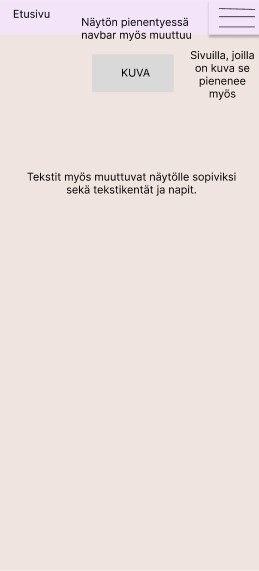 Etusivu
Näytön pienentyessä
navbar myös muuttuu
Sivuilla, joilla
on kuva se
pienenee
myös
KUVA
Tekstit myös muuttuvat näytölle sopiviksi
sekä tekstikentät ja napit.